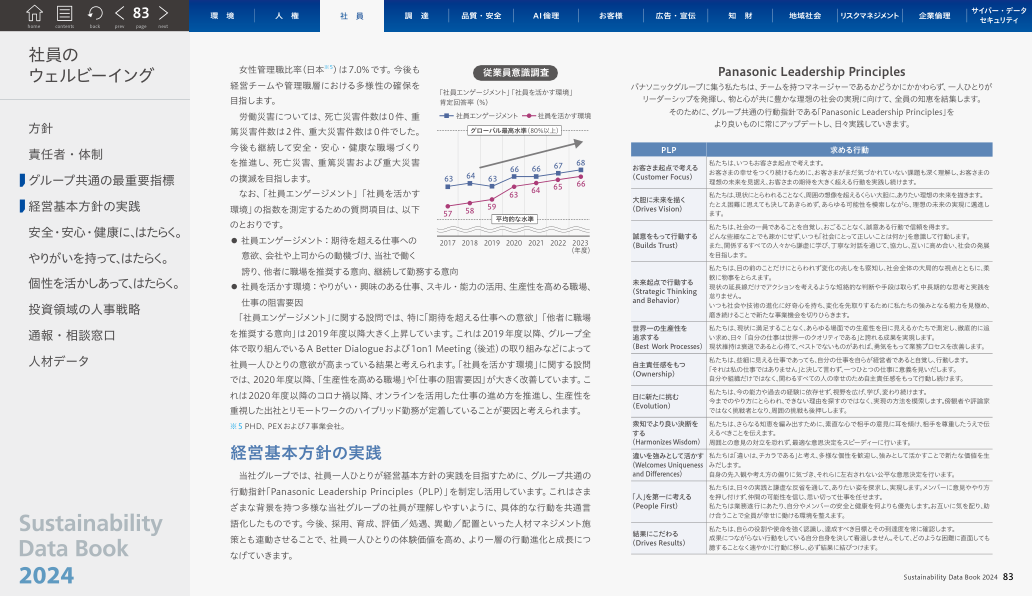 home contents back prev 83 page next
環 境 人 権 社 員 調 達 品質・安全 AI倫理 お客様 広告・宣伝 知 財 地域社会 リスクマネジメント 企業倫理 サイバー・データセキュリティ
社員の
ウェルビーイング
方針
責任者・体制
グループ共通の最重要指標
経営基本方針の実践
安全・安心・健康に、はたらく。
やりがいを持って、はたらく。
個性を活かしあって、はたらく。
投資領域の人事戦略
通報・相談窓口
人材データ
Sustainability
Data Book
2024
女性管理職比率（日本※5）は7.0%です。今後も
経営チームや管理職層における多様性の確保を
目指します。
労働災害については、死亡災害件数は0件、重
篤災害件数は2件、重大災害件数は0件でした。
今後も継続して安全・安心・健康な職場づくり
を推進し、死亡災害、重篤災害および重大災害
の撲滅を目指します。
なお、「社員エンゲージメント」「社員を活かす
環境」の指数を測定するための質問項目は、以下
のとおりです。
● 社員エンゲージメント：期待を超える仕事への
意欲、会社や上司からの動機づけ、当社で働く
誇り、他者に職場を推奨する意向、継続して勤務する意向
● 社員を活かす環境：やりがい・興味のある仕事、スキル・能力の活用、生産性を高める職場、
仕事の阻害要因
「社員エンゲージメント」に関する設問では、特に「期待を超える仕事への意欲」「他者に職場
を推奨する意向」は2019年度以降大きく上昇しています。これは2019年度以降、グループ全
体で取り組んでいるA Better Dialogueおよび1on1 Meeting（後述）の取り組みなどによって
社員一人ひとりの意欲が高まっている結果と考えられます。「社員を活かす環境」に関する設問
では、2020年度以降、「生産性を高める職場」や「仕事の阻害要因」が大きく改善しています。こ
れは2020年度以降のコロナ禍以降、オンラインを活用した仕事の進め方を推進し、生産性を
重視した出社とリモートワークのハイブリッド勤務が定着していることが要因と考えられます。
※5 PHD、PEXおよび7事業会社。
経営基本方針の実践
当社グループでは、社員一人ひとりが経営基本方針の実践を目指すために、グループ共通の
行動指針「Panasonic Leadership Principles（PLP）」を制定し活用しています。これはさま
ざまな背景を持つ多様な当社グループの社員が理解しやすいように、具体的な行動を共通言
語化したものです。今後、採用、育成、評価／処遇、異動／配置といった人材マネジメント施
策とも連動させることで、社員一人ひとりの体験価値を高め、より一層の行動進化と成長につ
なげていきます。
従業員意識調査
「社員エンゲージメント」「社員を活かす環境」
肯定回答率（%）
社員エンゲージメント 社員を活かす環境
グローバル最高水準(80%以上)
63 64 63 66 66 67 68
57 58 59 63 64 65 66
平均的な水準
2017 2018 2019 2020 2021 2022 2023
(年度)
Panasonic Leadership Principles
パナソニックグループに集う私たちは、チームを持つマネージャーであるかどうかにかかわらず、一人ひとりが
リーダーシップを発揮し、物と心が共に豊かな理想の社会の実現に向けて、全員の知恵を結集します。
そのために、グループ共通の行動指針である「Panasonic Leadership Principles」を
より良いものに常にアップデートし、日々実践していきます。
PLP 求める行動
お客さま起点で考える
（Customer Focus）
私たちは、いつもお客さま起点で考えます。
お客さまの幸せをつくり続けるために、お客さまがまだ気づかれていない課題も深く理解し、お客さまの
理想の未来を見据え、お客さまの期待を大きく超える行動を実践し続けます。
大胆に未来を描く
（Drives Vision）
私たちは、現状にとらわれることなく、周囲の想像を超えるくらい大胆に、ありたい理想の未来を描きます。
たとえ困難に思えても決してあきらめず、あらゆる可能性を模索しながら、理想の未来の実現に邁進しま
す。
誠意をもって行動する
（Builds Trust）
私たちは、社会の一員であることを自覚し、おごることなく、誠意ある行動で信頼を得ます。
どんな些細なことでも疎かにせず、いつも「社会にとって正しいことは何か」を意識して行動します。
また、関係するすべての人々から謙虚に学び、丁寧な対話を通じて、協力し、互いに高め合い、社会の発展
を目指します。
未来起点で行動する
（Strategic Thinking
and Behavior）
私たちは、目の前のことだけにとらわれず変化の兆しをも察知し、社会全体の大局的な視点とともに、柔
軟に物事をとらえます。
現状の延長線だけでアクションを考えるような短絡的な判断や手段は取らず、中長期的な思考と実践を
怠りません。
いつも社会や技術の進化に好奇心を持ち、変化を先取りするために私たちの強みとなる能力を見極め、
磨き続けることで新たな事業機会を切りひらきます。
世界一の生産性を
追求する
（Best Work Processes）
私たちは、現状に満足することなく、あらゆる場面での生産性を目に見えるかたちで測定し、徹底的に追
い求め、日々「自分の仕事は世界一のクオリティである」と誇れる成果を実現します。
現状維持は衰退であると心得て、ベストでないものがあれば、勇気をもって業務プロセスを改善します。
自主責任感をもつ
（Ownership）
私たちは、些細に見える仕事であっても、自分の仕事を自らが経営者であると自覚し、行動します。
「それは私の仕事ではありません」と決して言わず、一つひとつの仕事に意義を見いだします。
自分や組織だけではなく、関わるすべての人の幸せのため自主責任感をもって行動し続けます。
日に新たに挑む
（Evolution）
私たちは、今の能力や過去の経験に依存せず、視野を広げ、学び、変わり続けます。
今までのやり方にとらわれ、できない理由を探すのではなく、実現の方法を模索します。傍観者や評論家
ではなく挑戦者となり、周囲の挑戦も後押しします。
衆知でより良い決断を
する
（Harmonizes Wisdom）
私たちは、さらなる知恵を編み出すために、素直な心で相手の意見に耳を傾け、相手を尊重したうえで伝
えるべきことを伝えます。
周囲との意見の対立を恐れず、最適な意思決定をスピーディーに行います。
違いを強みとして活かす
（Welcomes Uniqueness
and Differences）
私たちは「違いは、チカラである」と考え、多様な個性を歓迎し、強みとして活かすことで新たな価値を生
みだします。
自身の先入観や考え方の偏りに気づき、それらに左右されない公平な意思決定を行います。
「人」を第一に考える
（People First）
私たちは、日々の実践と謙虚な反省を通して、ありたい姿を探求し、実現します。メンバーに意見ややり方
を押し付けず、仲間の可能性を信じ、思い切って仕事を任せます。
私たちは業務遂行にあたり、自分やメンバーの安全と健康を何よりも優先します。お互いに気を配り、助
け合うことで全員が幸せに働ける環境を整えます。
結果にこだわる
（Drives Results）
私たちは、自らの役割や使命を強く認識し、達成すべき目標とその到達度を常に確認します。
成果につながらない行動をしている自分自身を決して看過しません。そして、どのような困難に直面しても
臆することなく速やかに行動に移し、必ず結果に結びつけます。
Sustainability Data Book 2024 83